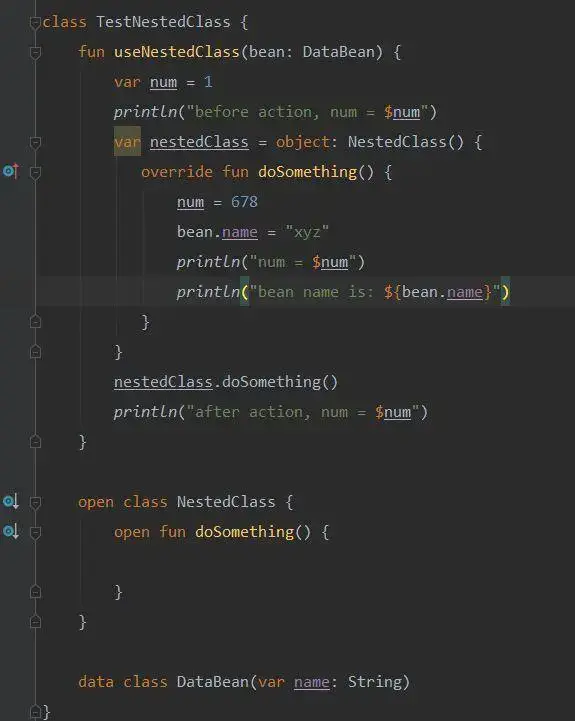 class TestNestedClass {
    fun useNestedClass(bean: DataBean) {
        var num = 1
        println("before action, num = $num")
        var nestedClass = object: NestedClass() {
            override fun doSomething() {
                num = 678
                bean.name = "xyz"
                println("num = $num")
                println("bean name is: ${bean.name}")
            }
        }
        nestedClass.doSomething()
        println("after action, num = $num")
    }

    open class NestedClass {
        open fun doSomething() {

        }
    }

    data class DataBean(var name: String)
}